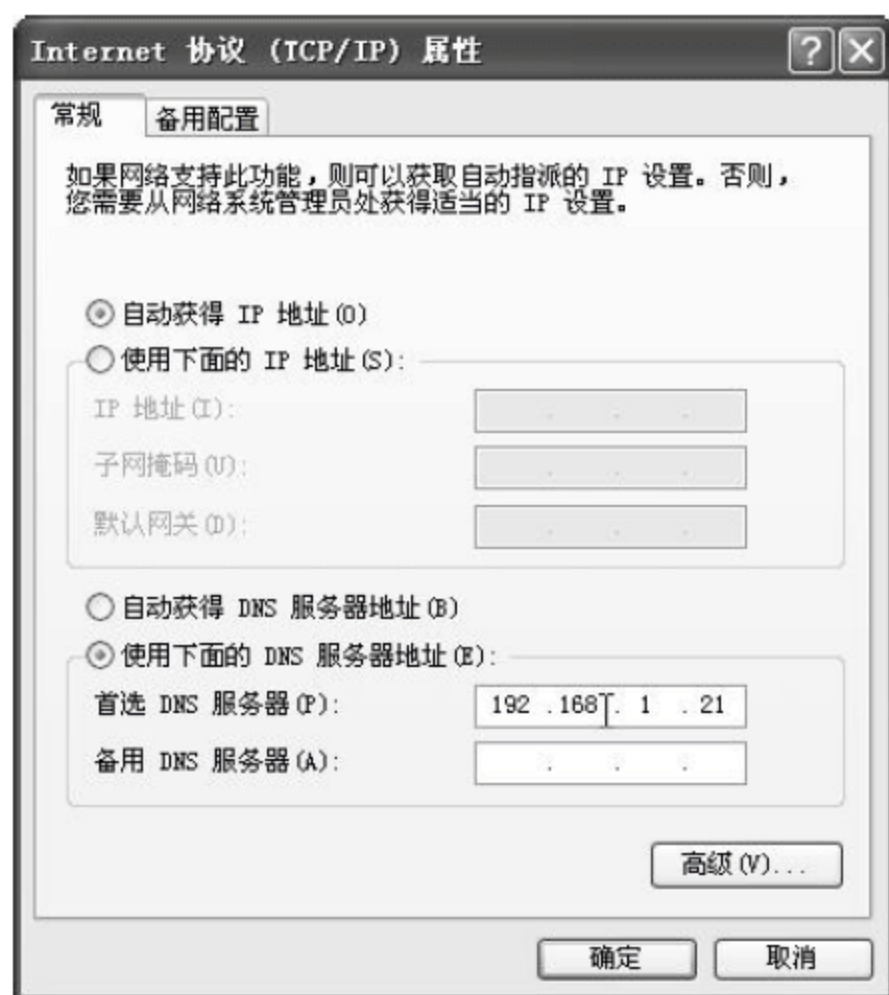 Internet 协议 (TCP/IP) 属性
常规 备用配置
如果网络支持此功能，则可以获取自动指派的 IP 设置。否则，
您需要从网络系统管理员处获得适当的 IP 设置。
自动获得 IP 地址(O)
使用下面的 IP 地址(S):
IP 地址(I):
子网掩码(U):
默认网关(D):
自动获得 DNS 服务器地址(B)
使用下面的 DNS 服务器地址(E):
首选 DNS 服务器(P): 192 .168 . 1 . 21
备用 DNS 服务器(A):
高级(V)...
确定 取消